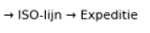 → ISO-lijn → Expeditie